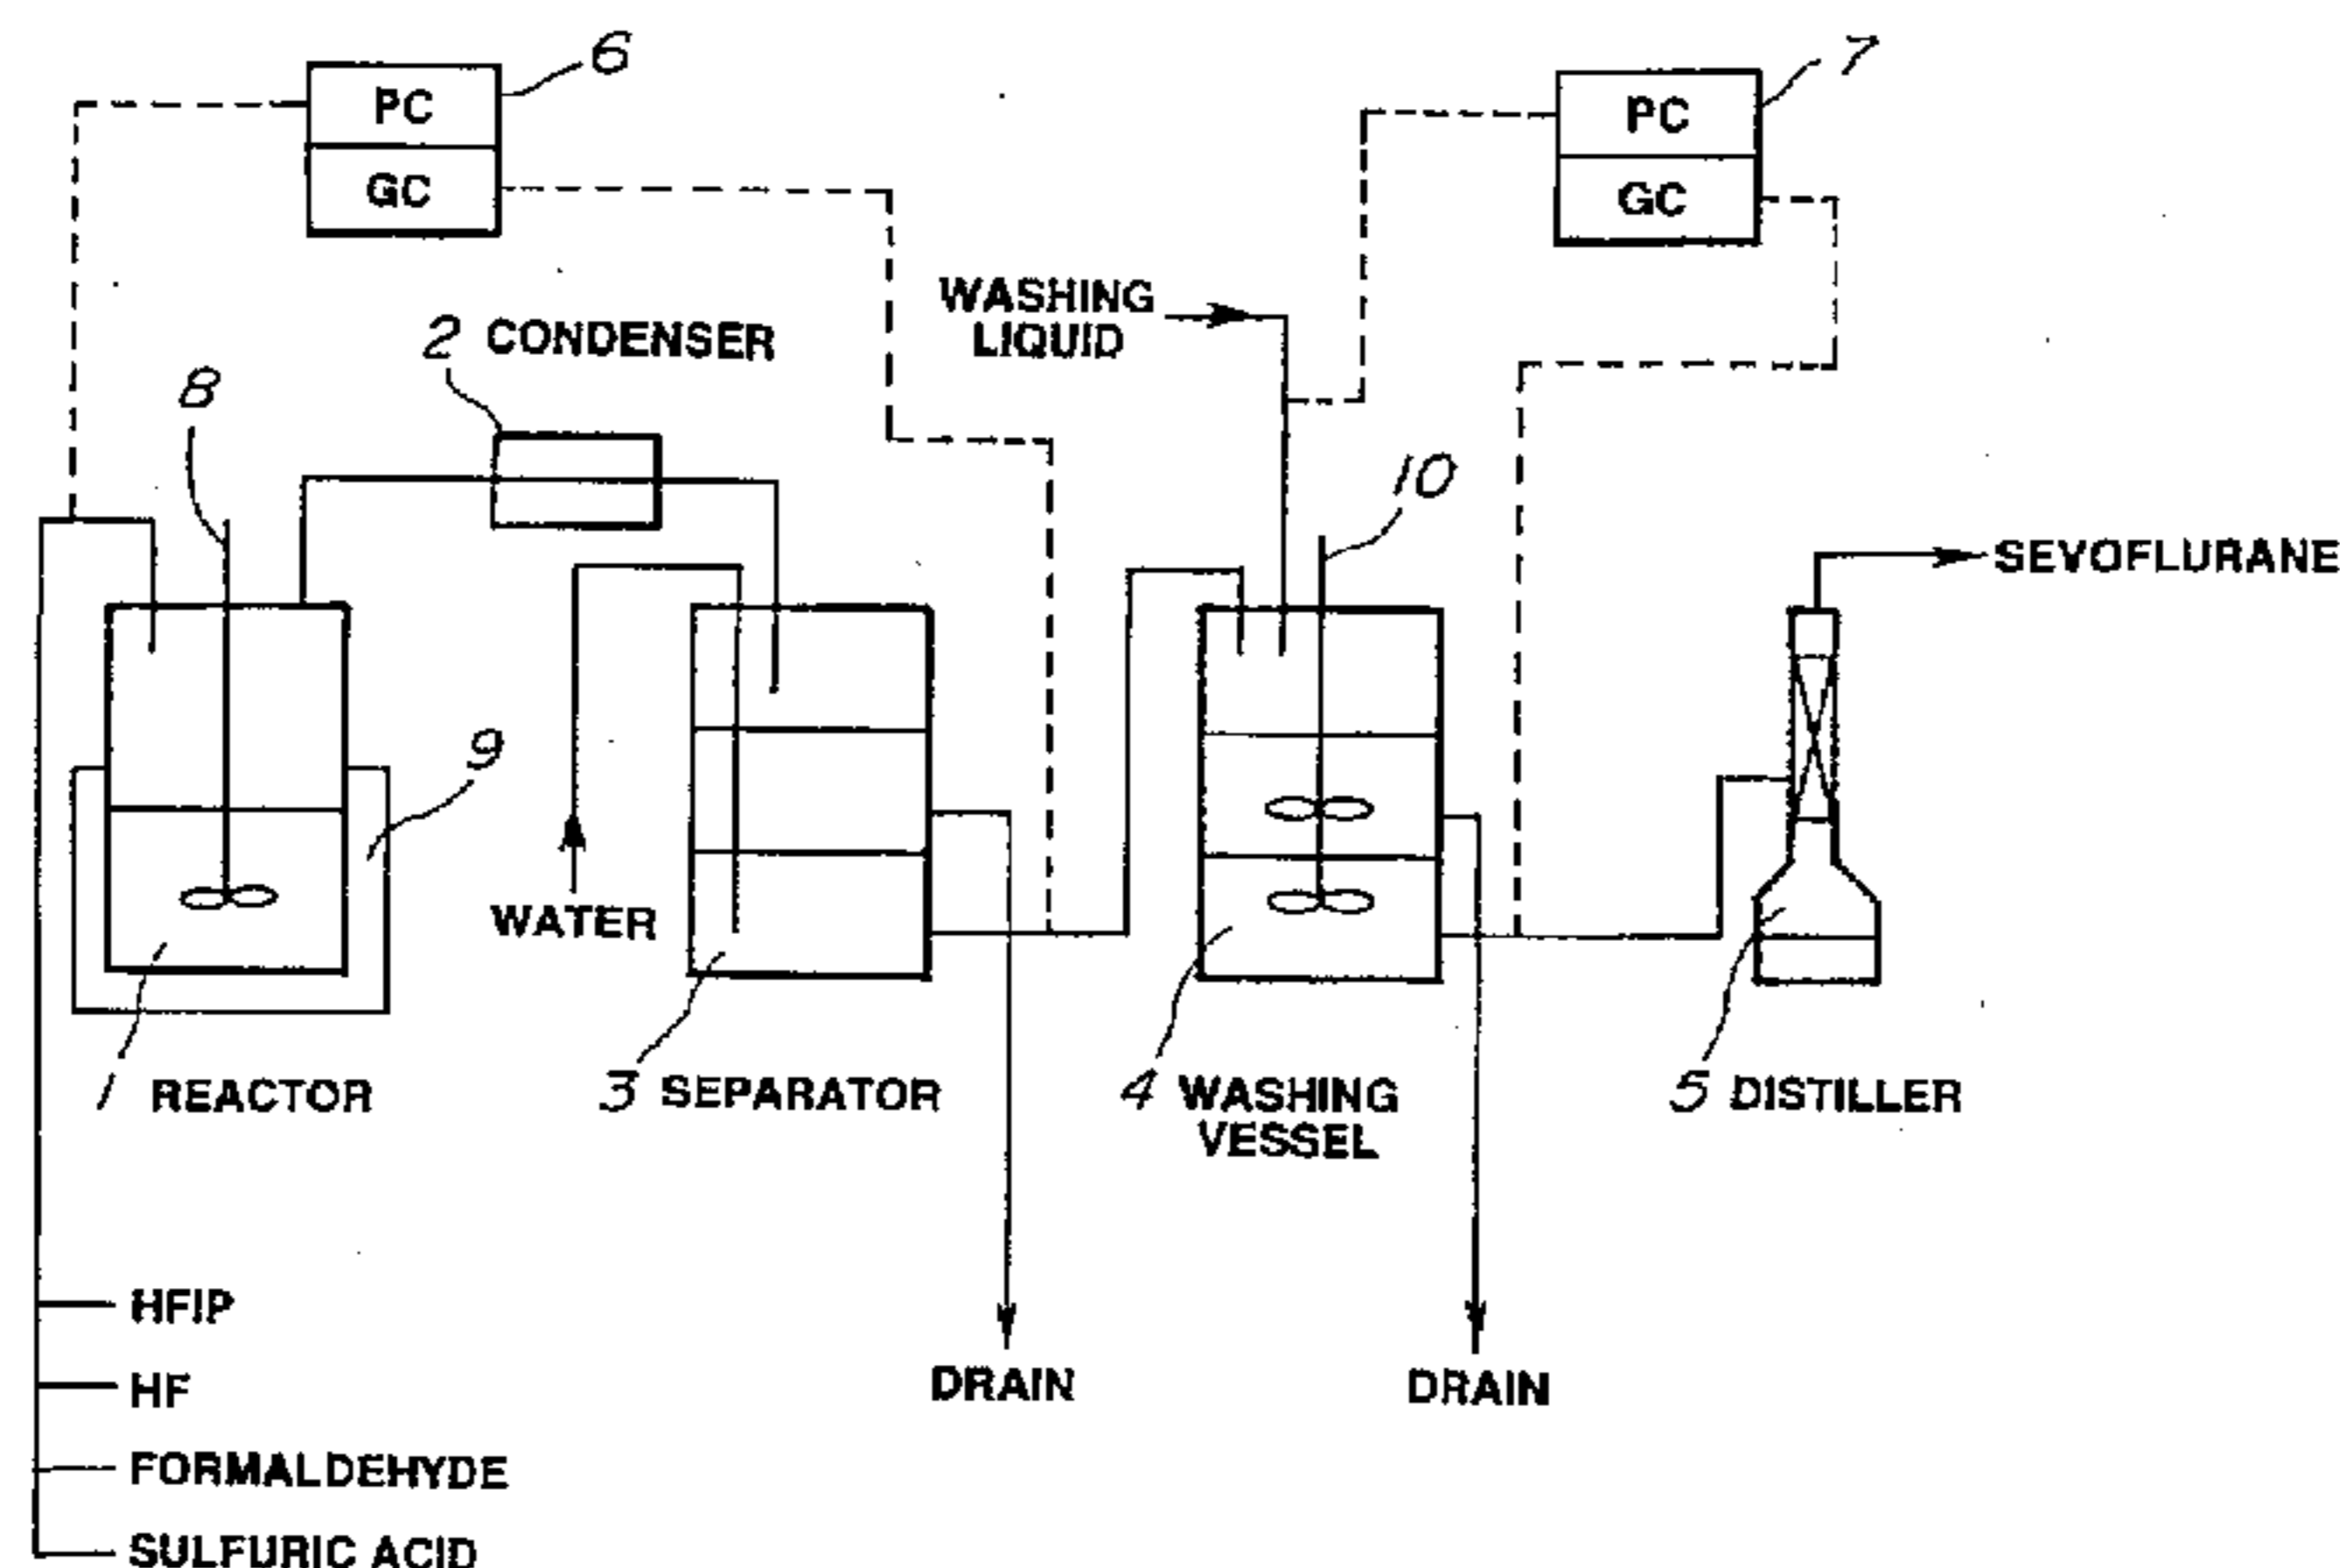 6
PC
GC
7
PC
GC
WASHING
LIQUID
2 CONDENSER
8
10
SEVOFLURANE
9
WATER
1 REACTOR
3 SEPARATOR
4 WASHING
VESSEL
5 DISTILLER
HFIP
HF
FORMALDEHYDE
SULFURIC ACID
DRAIN
DRAIN